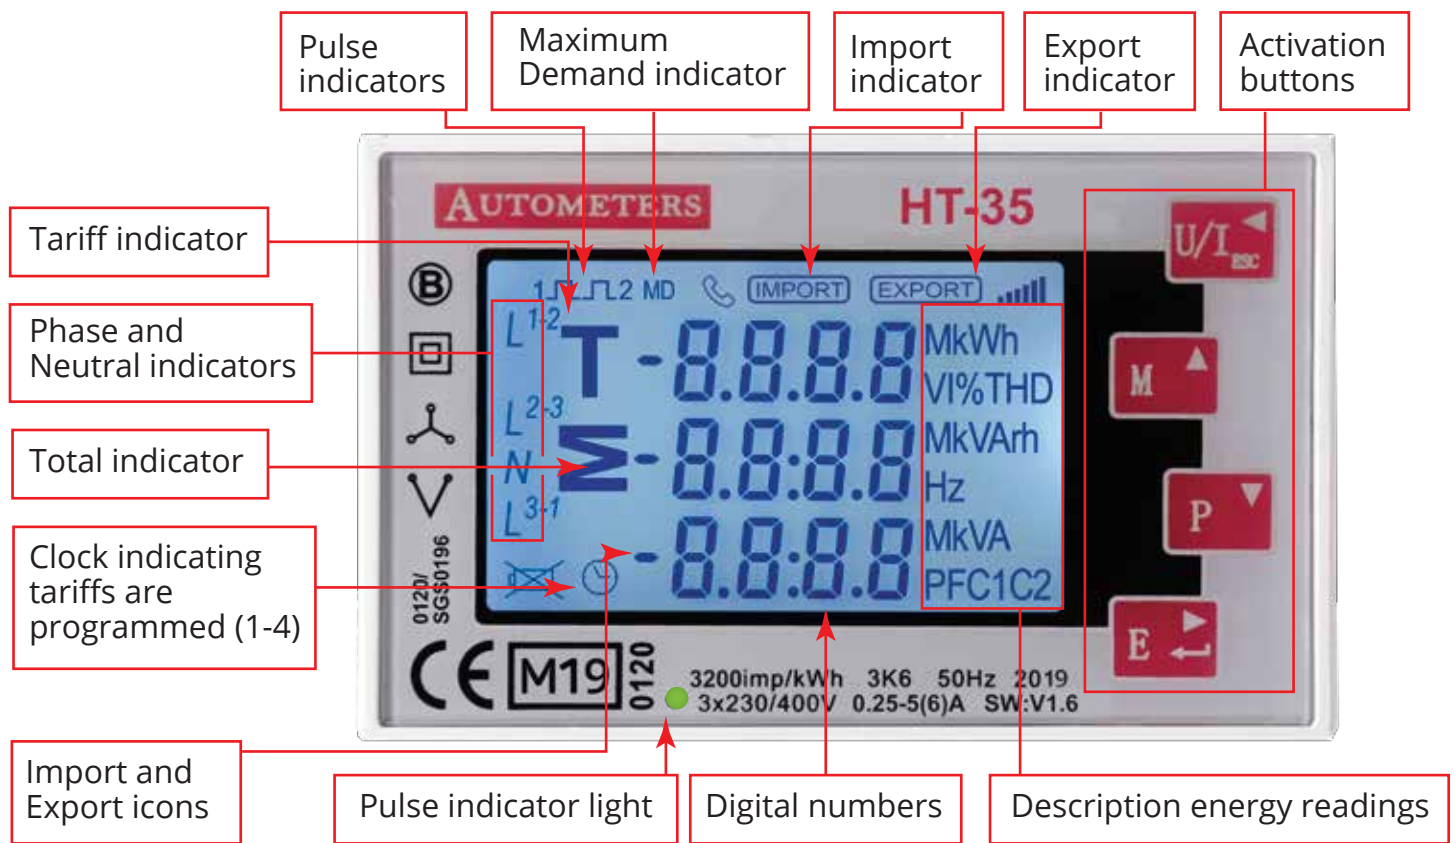 Pulse
indicators
Maximum
Demand indicator
Import
indicator
Export
indicator
Activation
buttons
Tariff indicator
Phase and
Neutral indicators
Total indicator
Clock indicating
tariffs are
programmed (1-4)
Import and
Export icons
Pulse indicator light
Digital numbers
Description energy readings
AUTOMETERS
HT-35
B
0120/
SGS0196
1 2 MD IMPORT EXPORT
L1-2
T
-8.8.8.8
MkWh
VI%THD
L2-3
N
Σ
-8.8:8.8
MkVArh
Hz
L3-1
-8.8:8.8
MkVA
PFC1C2
U/I ESC
M
P
E
CE M19 0120
3200imp/kWh 3K6 50Hz 2019
3x230/400V 0.25-5(6)A SW:V1.6